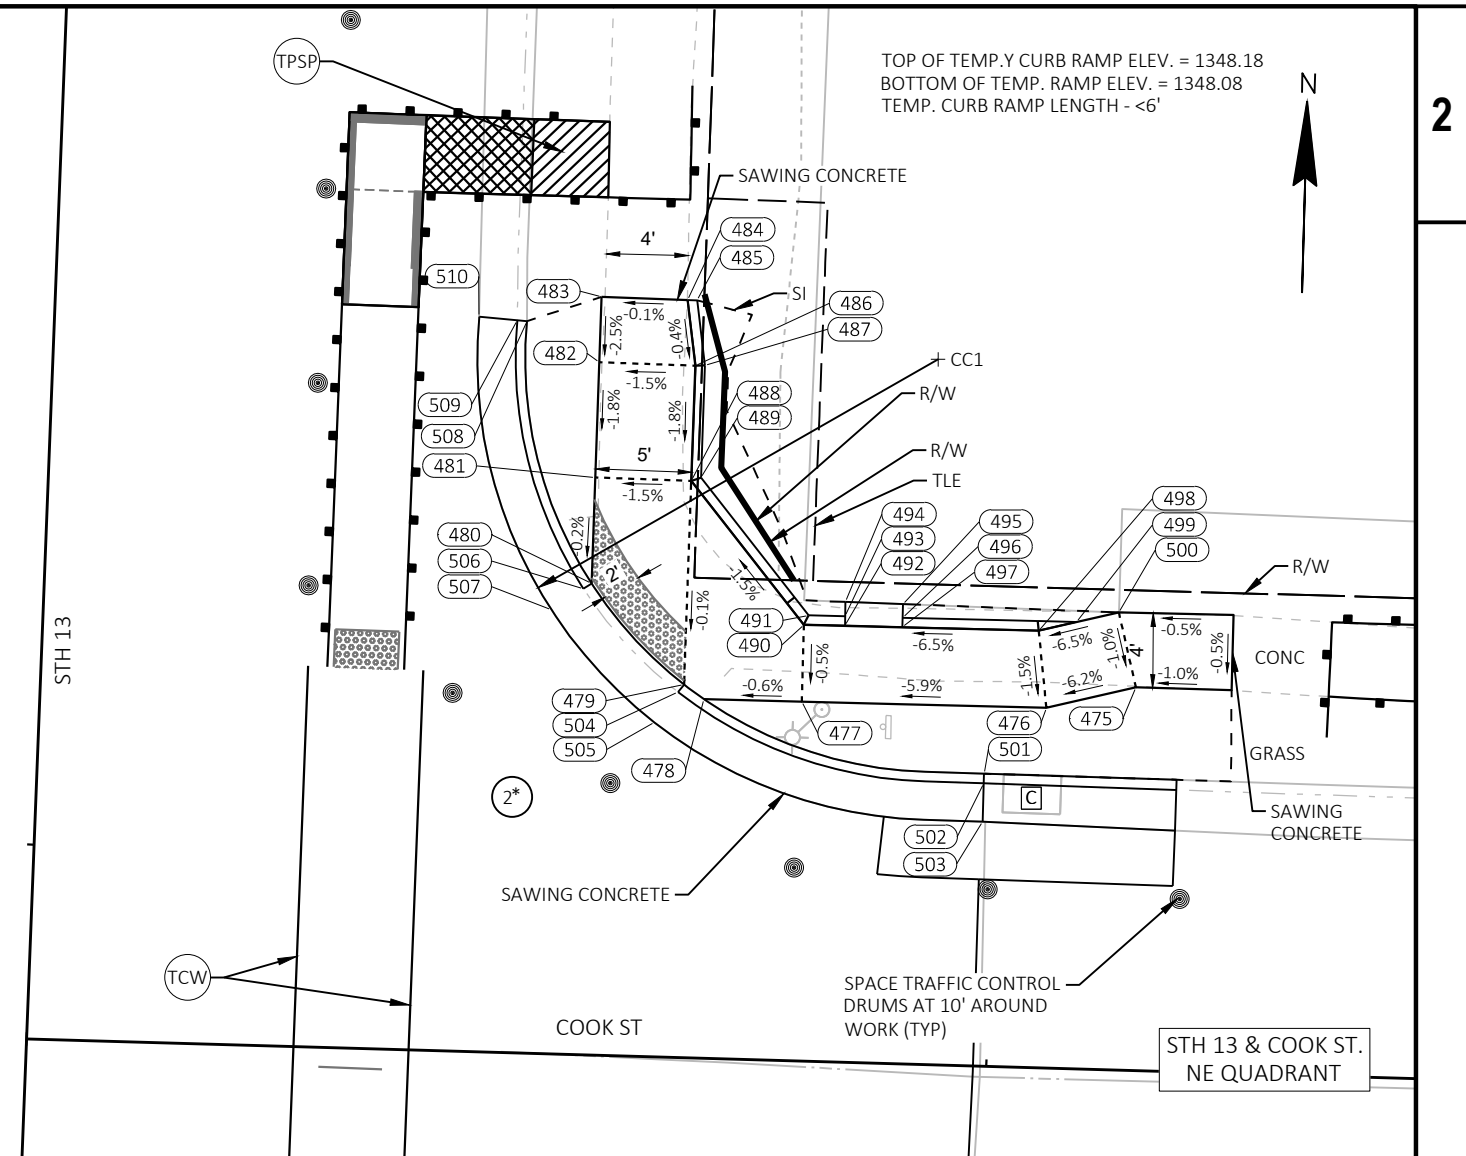 TPSP
TOP OF TEMP.Y CURB RAMP ELEV. = 1348.18
BOTTOM OF TEMP. RAMP ELEV. = 1348.08
TEMP. CURB RAMP LENGTH - <6'
N
2
SAWING CONCRETE
484
4'
485
510
483
SI
486
487
-0.1%
-2.5%
-0.4%
482
CC1
-1.5%
R/W
488
489
509
-1.8%
-1.8%
508
R/W
5'
481
TLE
-1.5%
498
494
495
499
493
496
500
480
-0.2%
492
497
506
R/W
2'
507
-1.5%
-0.1%
491
490
-0.5%
-6.5%
-6.5%
-1.0%
4'
-0.5%
-0.5%
CONC
STH 13
-0.6%
-5.9%
-1.5%
-6.2%
-1.0%
479
504
476
475
477
505
501
478
GRASS
2*
C
SAWING
CONCRETE
502
503
SAWING CONCRETE
TCW
SPACE TRAFFIC CONTROL
DRUMS AT 10' AROUND
WORK (TYP)
COOK ST
STH 13 & COOK ST.
NE QUADRANT